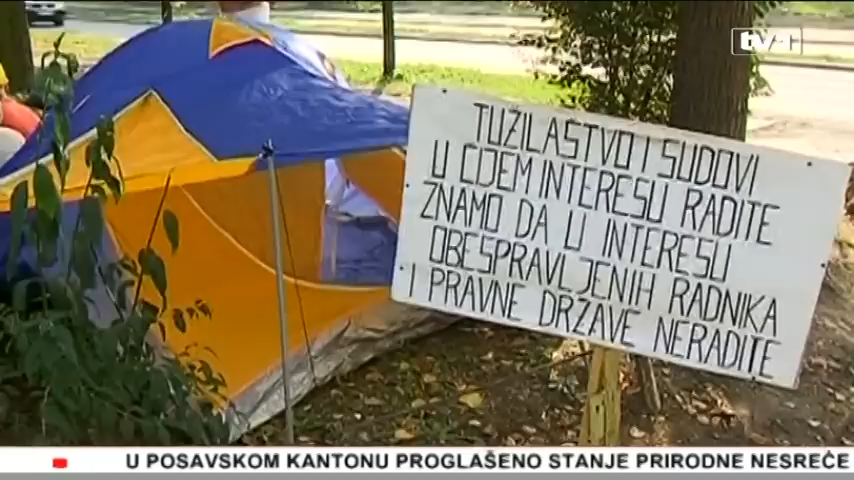 tv1
TUŽILAŠTVO I SUDOVI
U CIJEM INTERESU RADITE
ZNAMO DA U INTERESU
OBESPRAVLJENIH RADNIKA
I PRAVNE DRŽAVE NERADITE
U POSAVSKOM KANTONU PROGLAŠENO STANJE PRIRODNE NESREĆE